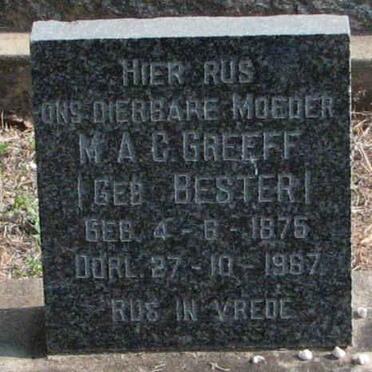 HIER RUS
ONS DIERBARE MOEDER
M A C GREEFF
(GEB BESTER)
GEB. 4-6-1875
OORL. 27-10-1967
RUS IN VREDE